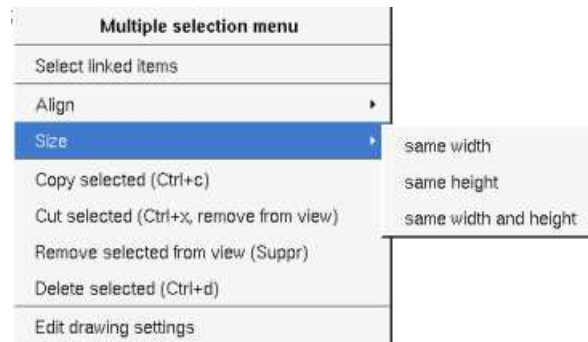 Multiple selection menu
Select linked items
Align
Size
same width
same height
same width and height
Copy selected (Ctrl+c)
Cut selected (Ctrl+x, remove from view)
Remove selected from view (Suppr)
Delete selected (Ctrl+d)
Edit drawing settings